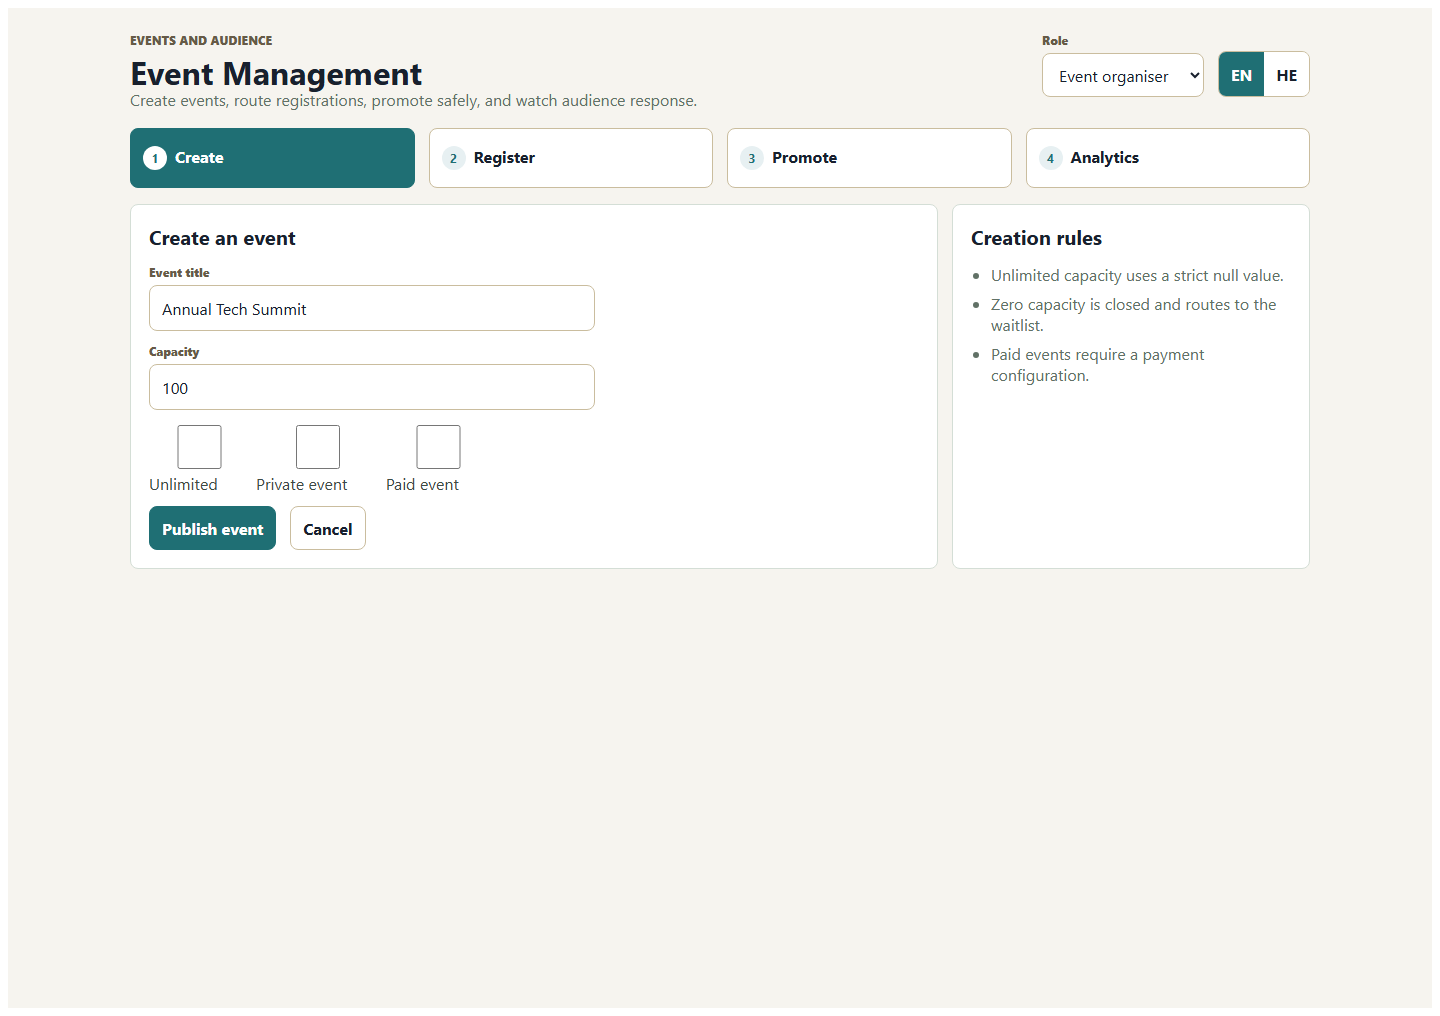 EVENTS AND AUDIENCE
Event Management
Create events, route registrations, promote safely, and watch audience response.
Role
Event organiser
EN HE
1 Create
2 Register
3 Promote
4 Analytics
Create an event
Event title
Annual Tech Summit
Capacity
100
Unlimited
Private event
Paid event
Publish event
Cancel
Creation rules
Unlimited capacity uses a strict null value.
Zero capacity is closed and routes to the
waitlist.
Paid events require a payment
configuration.